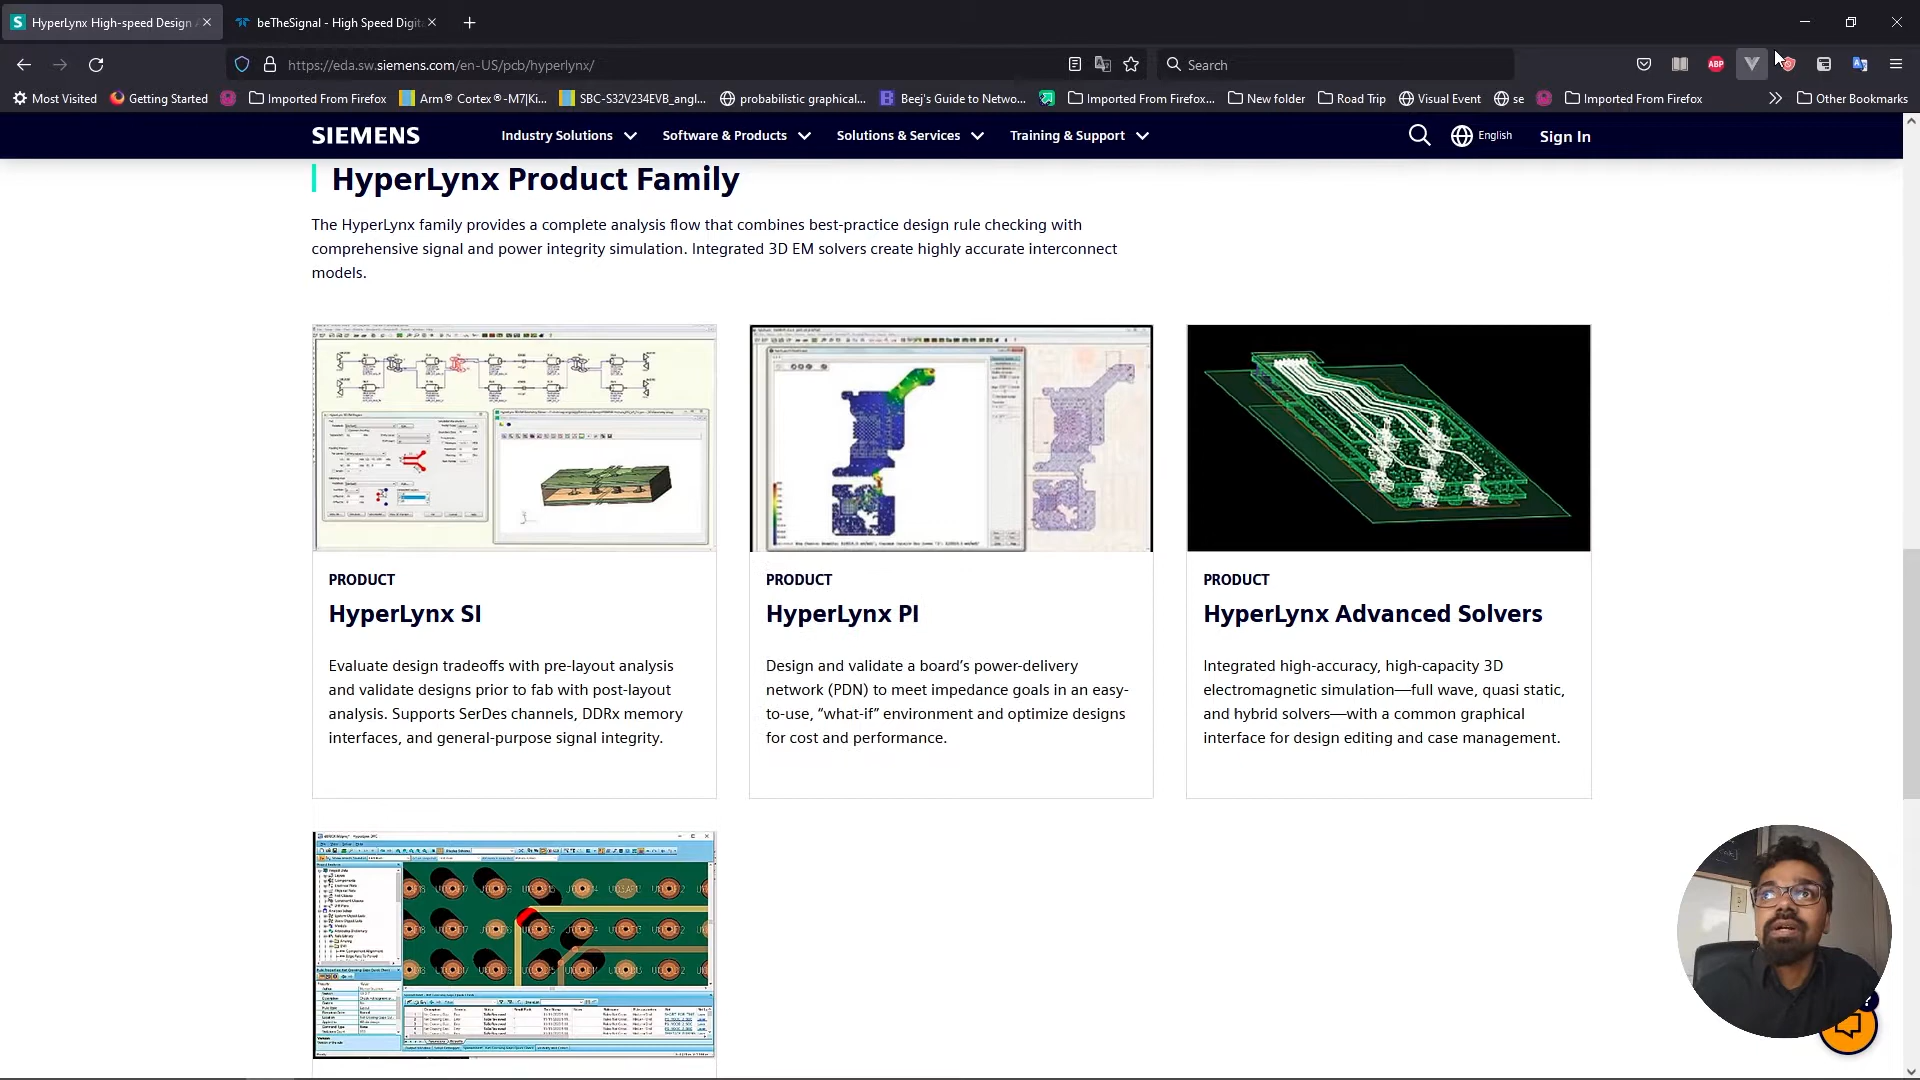 HyperLynx High-speed Design A
beTheSignal - High Speed Digita
https://eda.sw.siemens.com/en-US/pcb/hyperlynx/
Search
ABP
Most Visited
Getting Started
Imported From Firefox
Arm® Cortex®-M7|Ki...
SBC-S32V234EVB_angl...
probabilistic graphical...
Beej's Guide to Netwo...
Imported From Firefox...
New folder
Road Trip
Visual Event
se
Imported From Firefox
Other Bookmarks
SIEMENS
Industry Solutions
Software & Products
Solutions & Services
Training & Support
English
Sign In
HyperLynx Product Family
The HyperLynx family provides a complete analysis flow that combines best-practice design rule checking with
comprehensive signal and power integrity simulation. Integrated 3D EM solvers create highly accurate interconnect
models.
PRODUCT
HyperLynx SI
Evaluate design tradeoffs with pre-layout analysis
and validate designs prior to fab with post-layout
analysis. Supports SerDes channels, DDRx memory
interfaces, and general-purpose signal integrity.
PRODUCT
HyperLynx PI
Design and validate a board’s power-delivery
network (PDN) to meet impedance goals in an easy-
to-use, “what-if” environment and optimize designs
for cost and performance.
PRODUCT
HyperLynx Advanced Solvers
Integrated high-accuracy, high-capacity 3D
electromagnetic simulation—full wave, quasi static,
and hybrid solvers—with a common graphical
interface for design editing and case management.